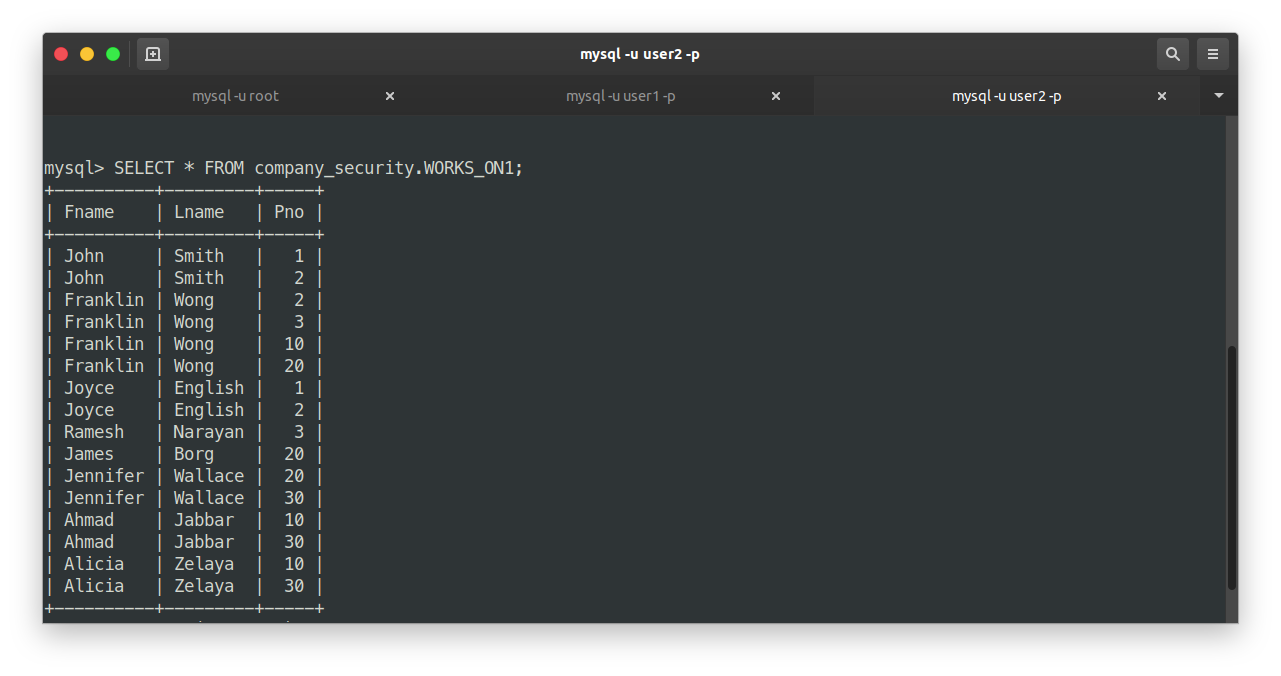 mysql -u user2 -p
mysql -u root
mysql -u user1 -p
mysql -u user2 -p
mysql> SELECT * FROM company_security.WORKS_ON1;
+----------+---------+-----+
| Fname    | Lname   | Pno |
+----------+---------+-----+
| John     | Smith   |   1 |
| John     | Smith   |   2 |
| Franklin | Wong    |   2 |
| Franklin | Wong    |   3 |
| Franklin | Wong    |  10 |
| Franklin | Wong    |  20 |
| Joyce    | English |   1 |
| Joyce    | English |   2 |
| Ramesh   | Narayan |   3 |
| James    | Borg    |  20 |
| Jennifer | Wallace |  20 |
| Jennifer | Wallace |  30 |
| Ahmad    | Jabbar  |  10 |
| Ahmad    | Jabbar  |  30 |
| Alicia   | Zelaya  |  10 |
| Alicia   | Zelaya  |  30 |
+----------+---------+-----+